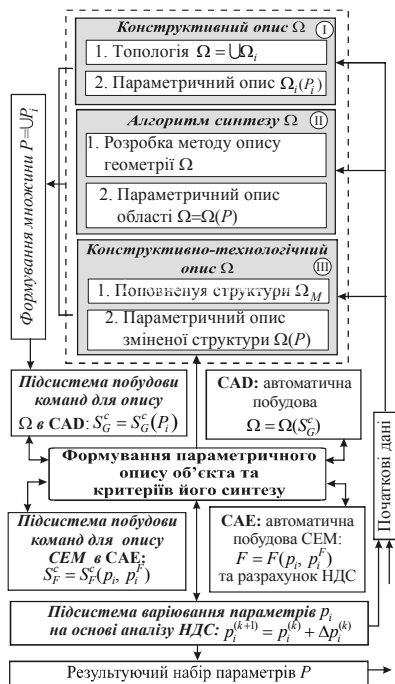 Конструктивний опис Ω
I
1. Топологія Ω = ⋃Ω_i
2. Параметричний опис Ω_i(P_i)
Алгоритм синтезу Ω
II
1. Розробка методу опису
геометрії Ω
2. Параметричний опис
області Ω=Ω(P)
Конструктивно-технологічний
опис Ω
III
1. Поповненуя структури Ω_M
2. Параметричний опис
зміненої структури Ω(P)
Формування множини P=⋃P_i
Підсистема побудови
команд для опису
Ω в CAD: S_G^c = S_G^c(P_i)
CAD: автоматична
побудова
Ω = Ω(S_G^c)
Формування параметричного
опису об'єкта та
критеріїв його синтезу
Підсистема побудови
команд для опису
СЕМ в CAE:
S_F^c = S_F^c(p_i, p_i^F)
CAE: автоматична
побудова СЕМ:
F = F(p_i, p_i^F)
та разрахунок НДС
Початкові дані
Підсистема варіювання параметрів p_i
на основі аналізу НДС: p_i^(k+1) = p_i^(k) + Δp_i^(k)
Результуючий набір параметрів P